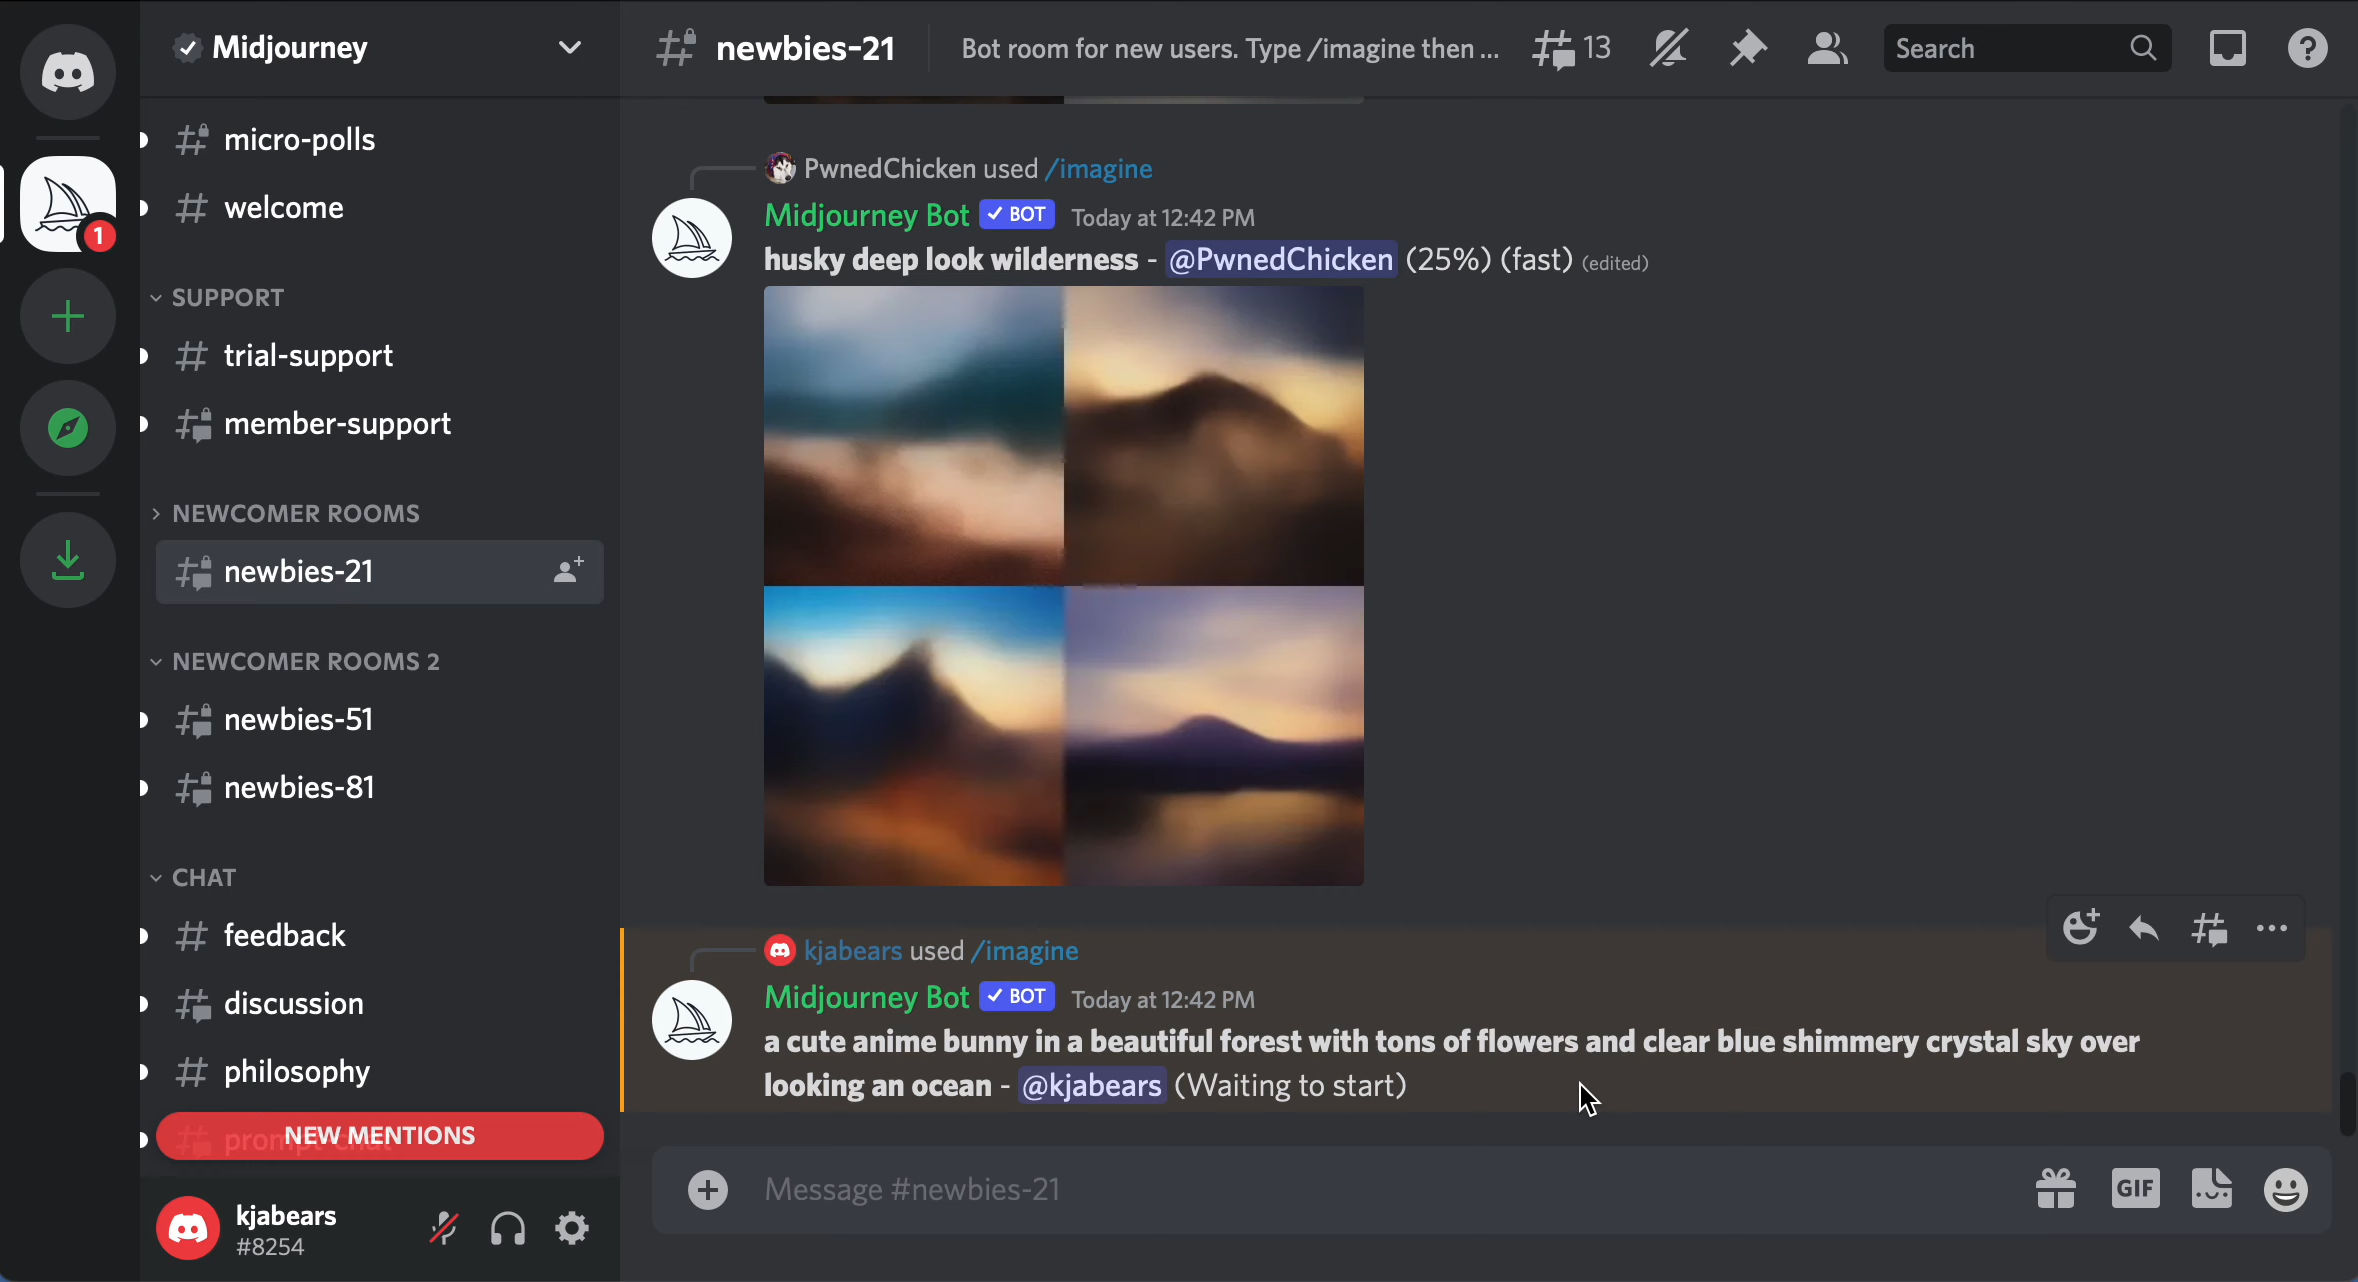 Midjourney
newbies-21
Bot room for new users. Type /imagine then ...
13
Search
1
micro-polls
welcome
SUPPORT
trial-support
member-support
NEWCOMER ROOMS
newbies-21
NEWCOMER ROOMS 2
newbies-51
newbies-81
CHAT
feedback
discussion
philosophy
NEW MENTIONS
kjabears
#8254
PwnedChicken used /imagine
Midjourney Bot BOT Today at 12:42 PM
husky deep look wilderness - @PwnedChicken (25%) (fast) (edited)
kjabears used /imagine
Midjourney Bot BOT Today at 12:42 PM
a cute anime bunny in a beautiful forest with tons of flowers and clear blue shimmery crystal sky over
looking an ocean - @kjabears (Waiting to start)
Message #newbies-21
GIF